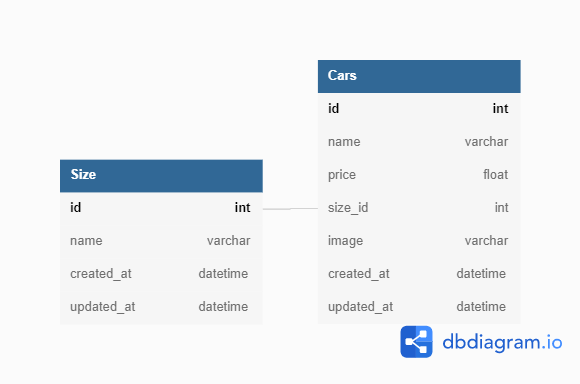 Size
id int
name varchar
created_at datetime
updated_at datetime
Cars
id int
name varchar
price float
size_id int
image varchar
created_at datetime
updated_at datetime
dbdiagram.io